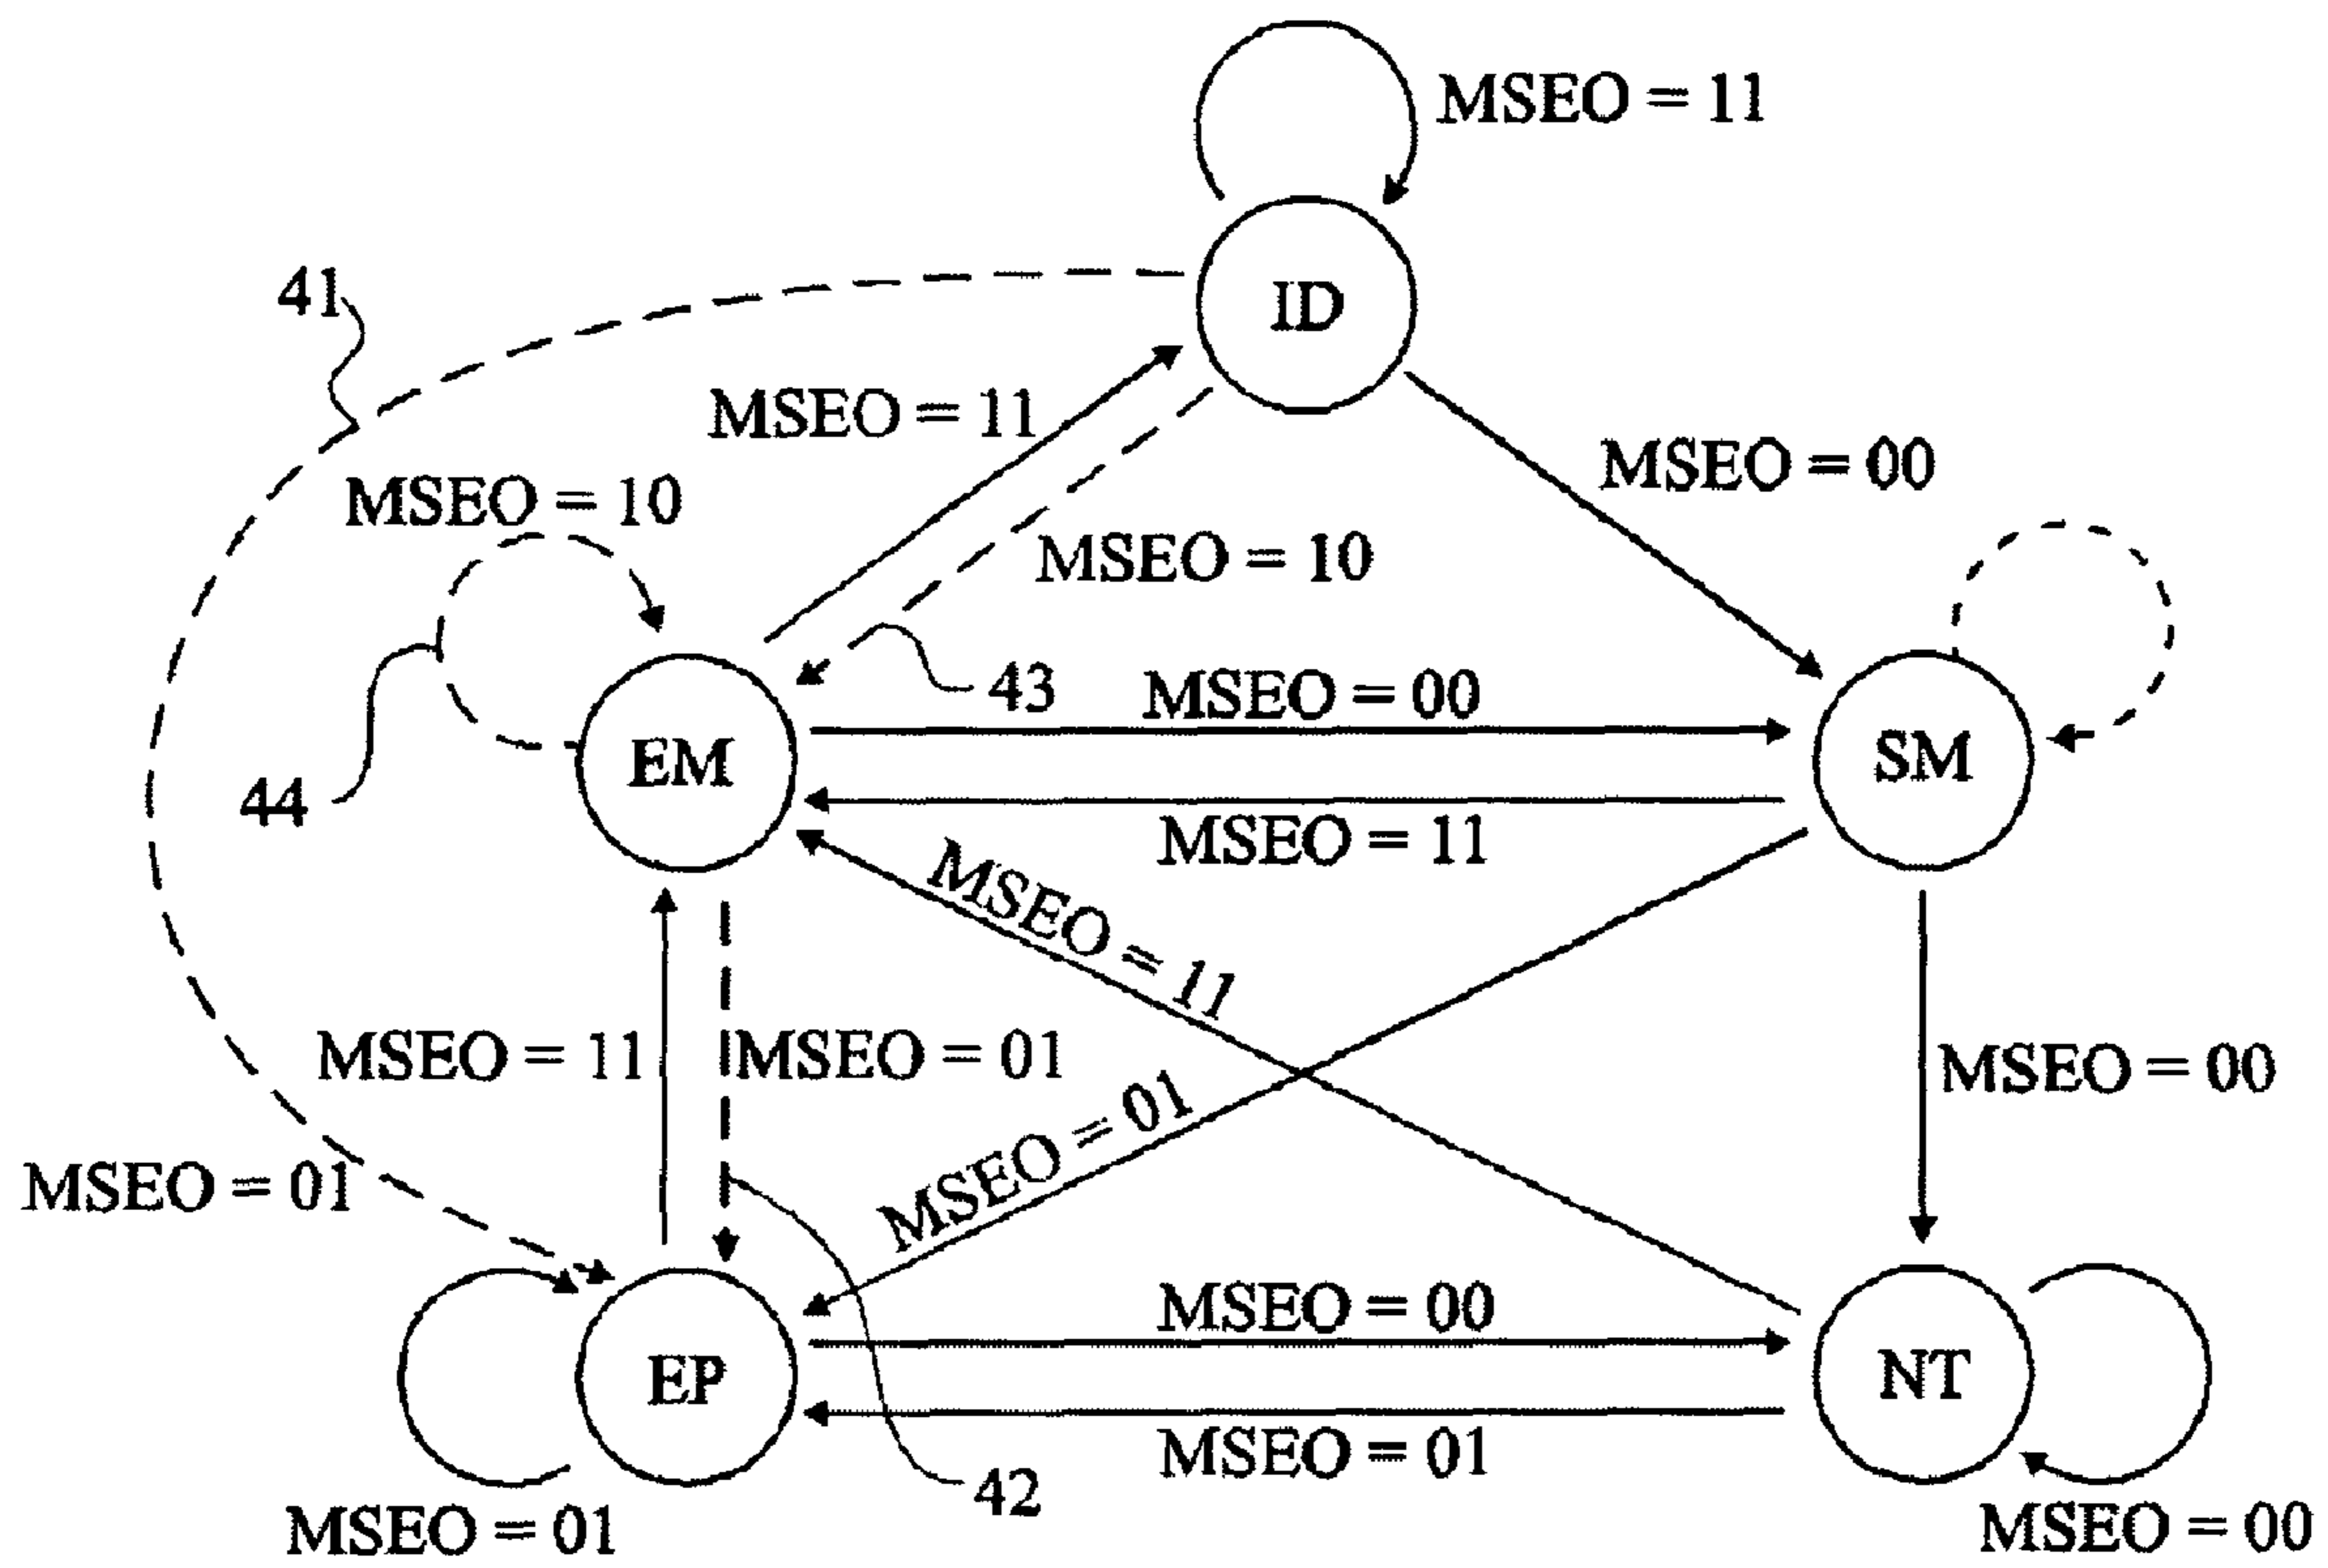 MSEO = 11
41
ID
MSEO = 11
MSEO = 00
MSEO = 10
MSEO = 10
43
MSEO = 00
EM
SM
44
MSEO = 11
MSEO = 11
MSEO = 11
MSEO = 01
MSEO = 00
MSEO = 01
MSEO = 01
MSEO = 00
EP
NT
MSEO = 01
42
MSEO = 01
MSEO = 00